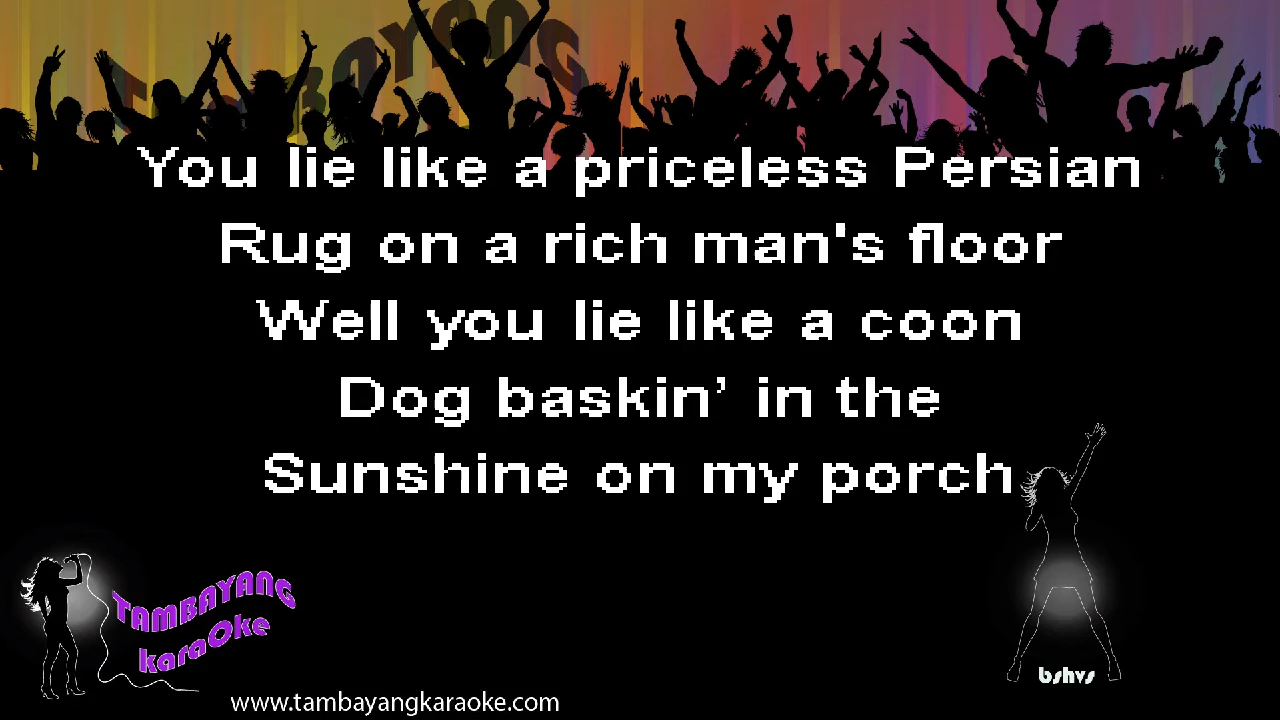 TAMBAYANG
You lie like a priceless Persian
Rug on a rich man's floor
Well you lie like a coon
Dog baskin’ in the
Sunshine on my porch
TAMBAYANG
karaOke
bshvs
www.tambayangkaraoke.com